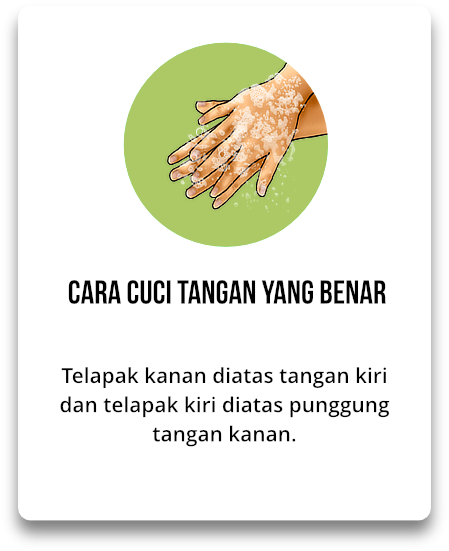 CARA CUCI TANGAN YANG BENAR
Telapak kanan diatas tangan kiri
dan telapak kiri diatas punggung
tangan kanan.